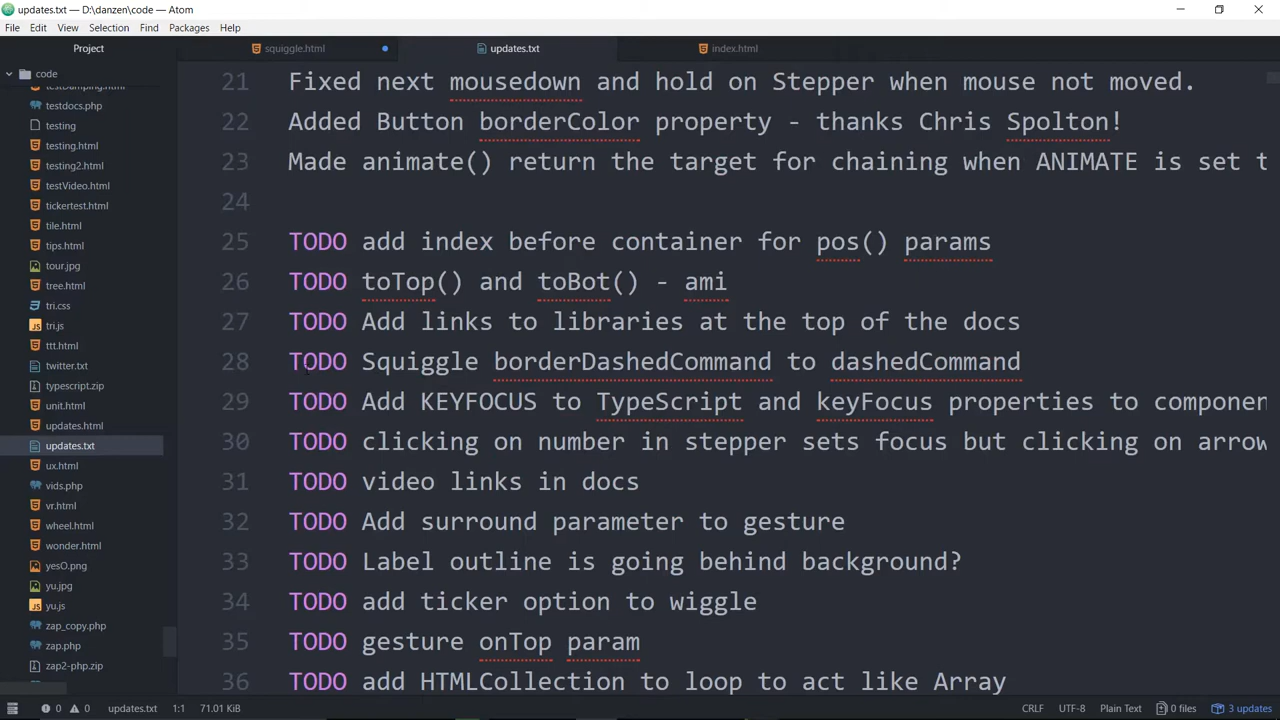 updates.txt — D:\danzen\code — Atom
File Edit View Selection Find Packages Help
Project
squiggle.html
updates.txt
index.html
code
testDamping.html
testdocs.php
testing
testing.html
testing2.html
testVideo.html
tickertest.html
tile.html
tips.html
tour.jpg
tree.html
tri.css
tri.js
ttt.html
twitter.txt
typescript.zip
unit.html
updates.html
updates.txt
ux.html
vids.php
vr.html
wheel.html
wonder.html
yesO.png
yu.jpg
yu.js
zap_copy.php
zap.php
zap2-php.zip
21 Fixed next mousedown and hold on Stepper when mouse not moved.
22 Added Button borderColor property - thanks Chris Spolton!
23 Made animate() return the target for chaining when ANIMATE is set t
24
25 TODO add index before container for pos() params
26 TODO toTop() and toBot() - ami
27 TODO Add links to libraries at the top of the docs
28 TODO Squiggle borderDashedCommand to dashedCommand
29 TODO Add KEYFOCUS to TypeScript and keyFocus properties to componen
30 TODO clicking on number in stepper sets focus but clicking on arrow
31 TODO video links in docs
32 TODO Add surround parameter to gesture
33 TODO Label outline is going behind background?
34 TODO add ticker option to wiggle
35 TODO gesture onTop param
36 TODO add HTMLCollection to loop to act like Array
0 0 updates.txt 1:1 71.01 KiB CRLF UTF-8 Plain Text 0 files 3 updates